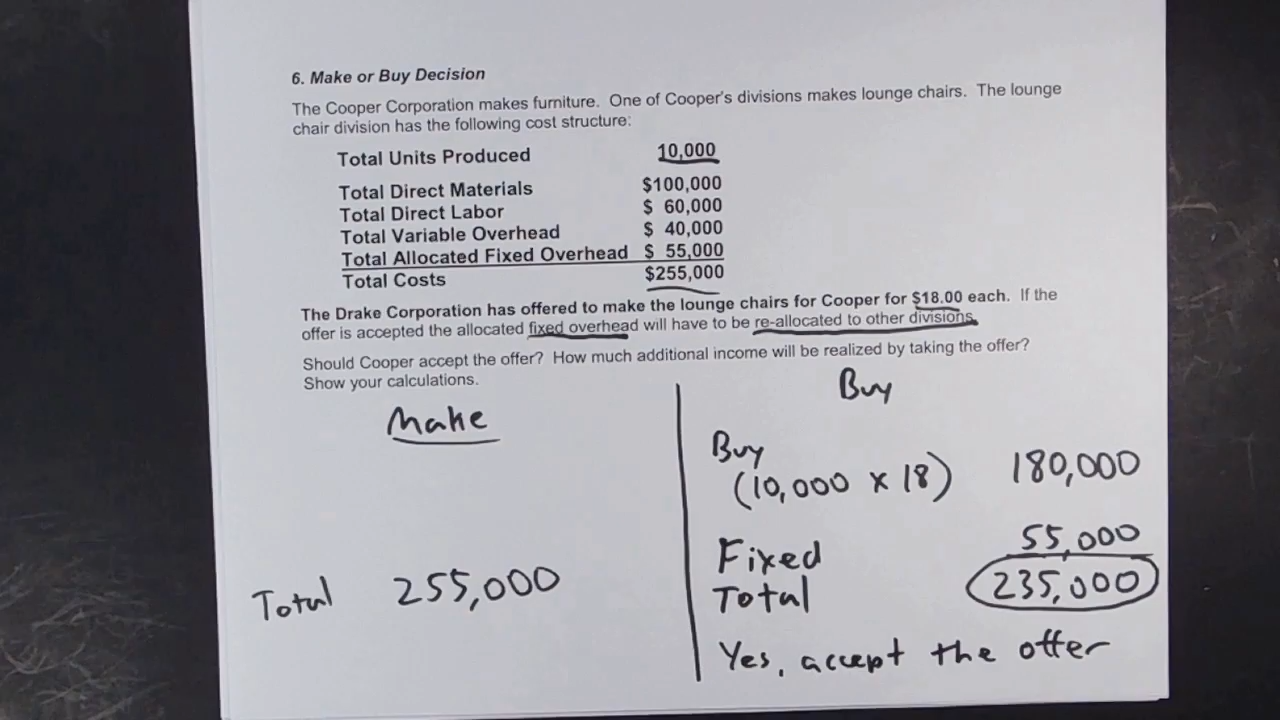 6. Make or Buy Decision
The Cooper Corporation makes furniture. One of Cooper's divisions makes lounge chairs. The lounge
chair division has the following cost structure:
Total Units Produced 10,000
Total Direct Materials $100,000
Total Direct Labor $ 60,000
Total Variable Overhead $ 40,000
Total Allocated Fixed Overhead $ 55,000
Total Costs $255,000
The Drake Corporation has offered to make the lounge chairs for Cooper for $18.00 each. If the
offer is accepted the allocated fixed overhead will have to be re-allocated to other divisions.
Should Cooper accept the offer? How much additional income will be realized by taking the offer?
Show your calculations.
Make
Total 255,000
Buy
Buy
(10,000 x 18) 180,000
Fixed 55,000
Total 235,000
Yes, accept the offer